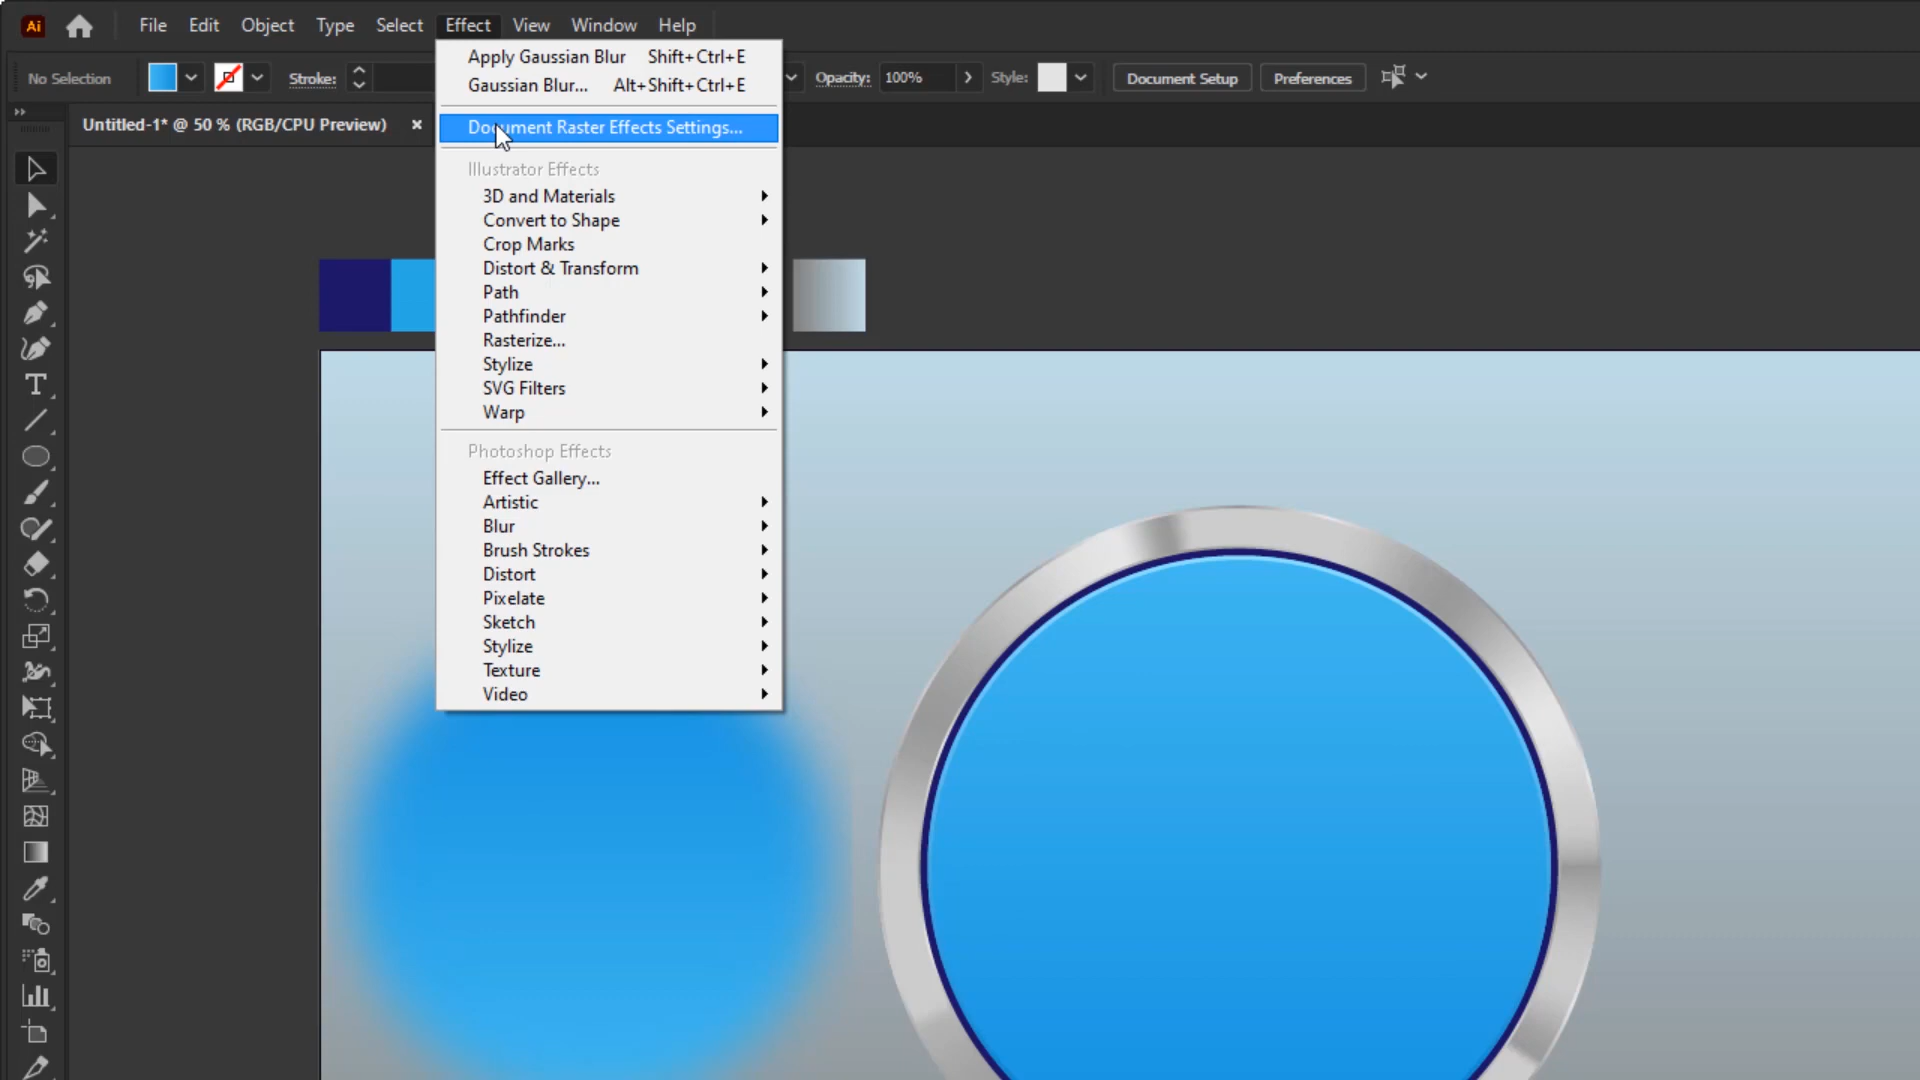 Ai File Edit Object Type Select Effect View Window Help
No Selection Stroke: Opacity: 100% Style: Document Setup Preferences
Untitled-1* @ 50 % (RGB/CPU Preview) ×
Apply Gaussian Blur Shift+Ctrl+E
Gaussian Blur... Alt+Shift+Ctrl+E
Document Raster Effects Settings...
Illustrator Effects
3D and Materials
Convert to Shape
Crop Marks
Distort & Transform
Path
Pathfinder
Rasterize...
Stylize
SVG Filters
Warp
Photoshop Effects
Effect Gallery...
Artistic
Blur
Brush Strokes
Distort
Pixelate
Sketch
Stylize
Texture
Video